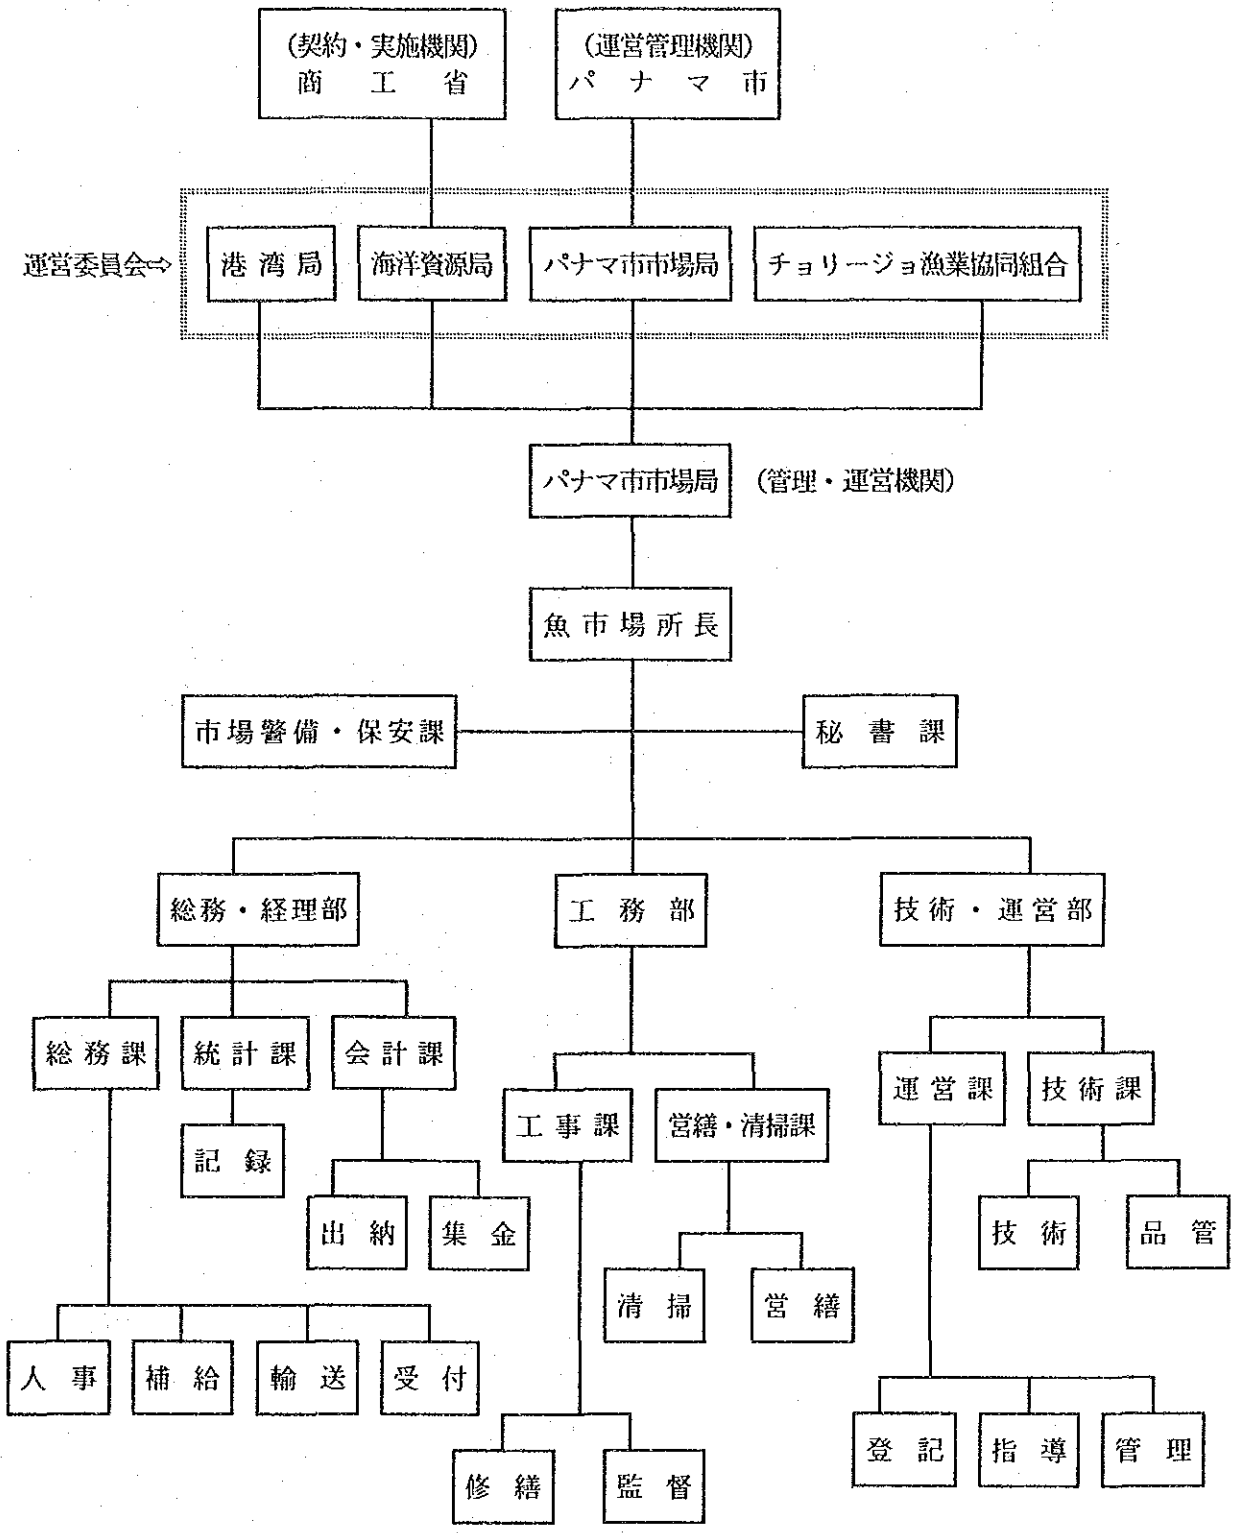 (契約・実施機関)
商工省
(運営管理機関)
パナマ市
運営委員会⇨
港湾局
海洋資源局
パナマ市市場局
チョリージョ漁業協同組合
パナマ市市場局
(管理・運営機関)
魚市場所長
市場警備・保安課
秘書課
総務・経理部
工務部
技術・運営部
総務課
統計課
会計課
工事課
営繕・清掃課
運営課
技術課
記録
出納
集金
技術
品管
清掃
営繕
人事
補給
輸送
受付
登記
指導
管理
修繕
監督